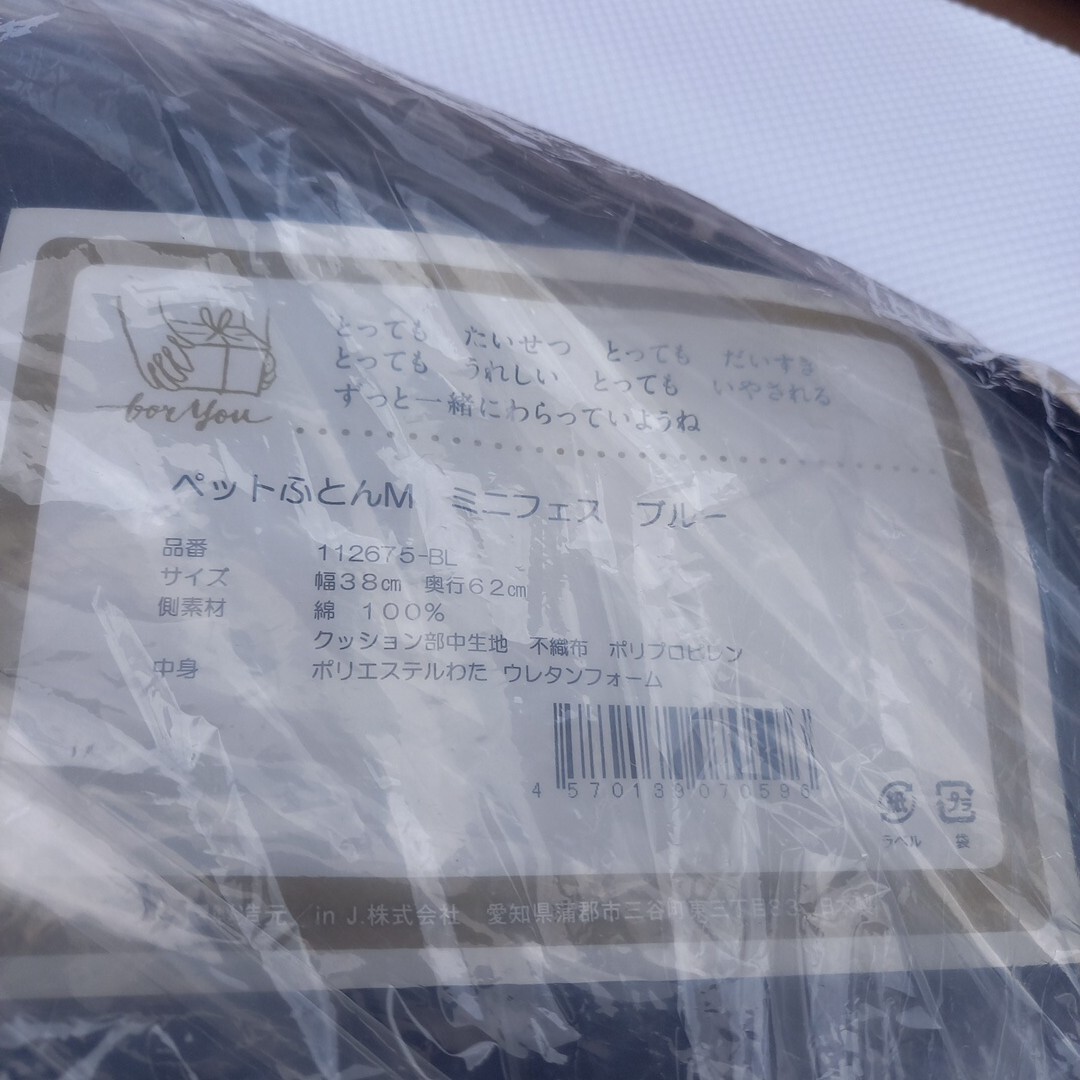 とっても たいせつ とっても だいすき
とっても うれしい とっても いやされる
ずっと一緒にわらっていようね
for You
ペットふとんM ミニフェス ブルー
品番 112675-BL
サイズ 幅38㎝ 奥行62㎝
側素材 綿 100%
クッション部中生地 不織布 ポリプロピレン
中身 ポリエステルわた ウレタンフォーム
4 570139 070596
紙 プラ
ラベル 袋
造元 in J.株式会社 愛知県蒲郡市三谷町東三丁目